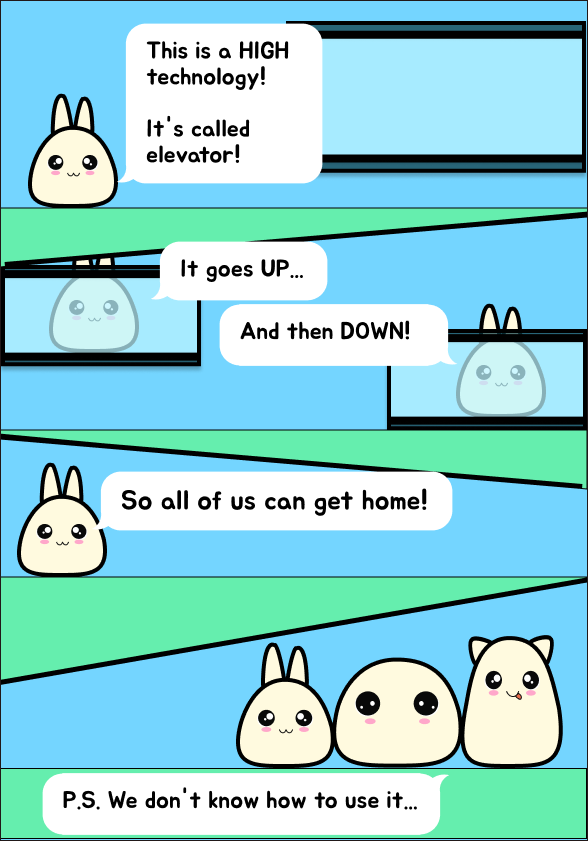 This is a HIGH
technology!
It's called
elevator!
It goes UP...
And then DOWN!
So all of us can get home!
P.S. We don't know how to use it...